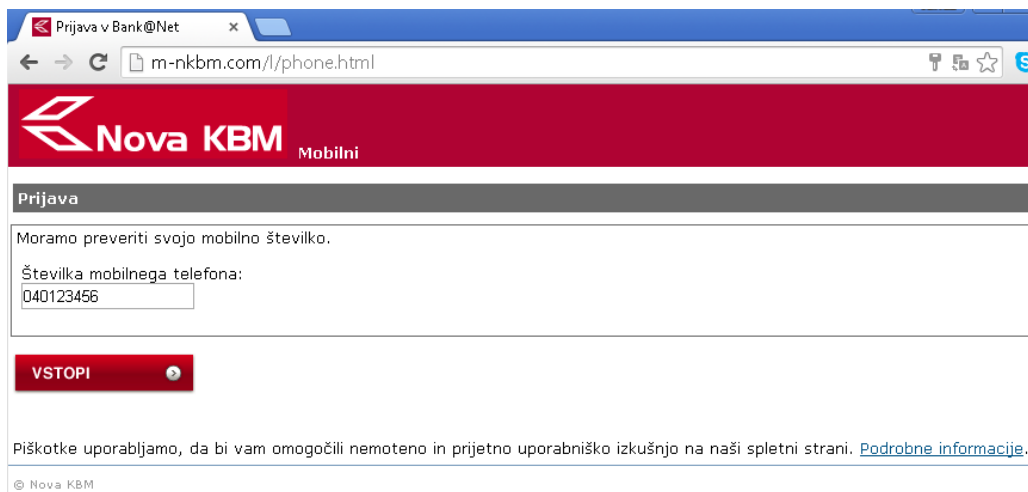 Prijava v Bank@Net
m-nkbm.com/l/phone.html
Nova KBM Mobilni
Prijava
Moramo preveriti svojo mobilno številko.
Številka mobilnega telefona:
040123456
VSTOPI
Piškotke uporabljamo, da bi vam omogočili nemoteno in prijetno uporabniško izkušnjo na naši spletni strani. Podrobne informacije.
© Nova KBM